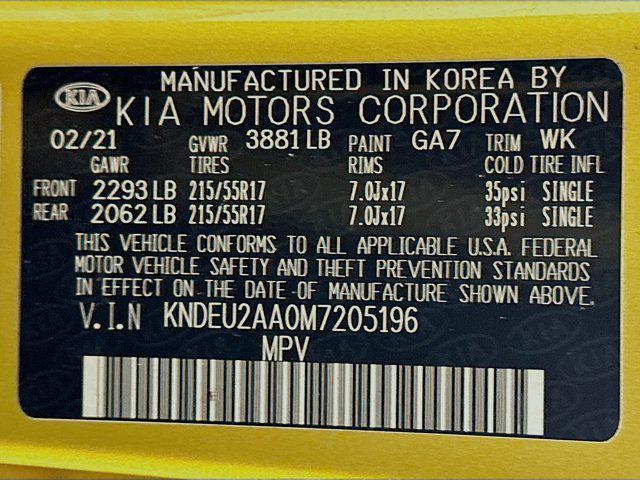 KIA
MANUFACTURED IN KOREA BY
KIA MOTORS CORPORATION
02/21 GVWR 3881 LB PAINT GA7 TRIM WK
GAWR TIRES RIMS COLD TIRE INFL
FRONT 2293 LB 215/55R17 7.0Jx17 35psi SINGLE
REAR 2062 LB 215/55R17 7.0Jx17 33psi SINGLE
THIS VEHICLE CONFORMS TO ALL APPLICABLE U.S.A. FEDERAL
MOTOR VEHICLE SAFETY AND THEFT PREVENTION STANDARDS
IN EFFECT ON THE DATE OF MANUFACTURE SHOWN ABOVE.
V.I.N KNDEU2AA0M7205196
MPV